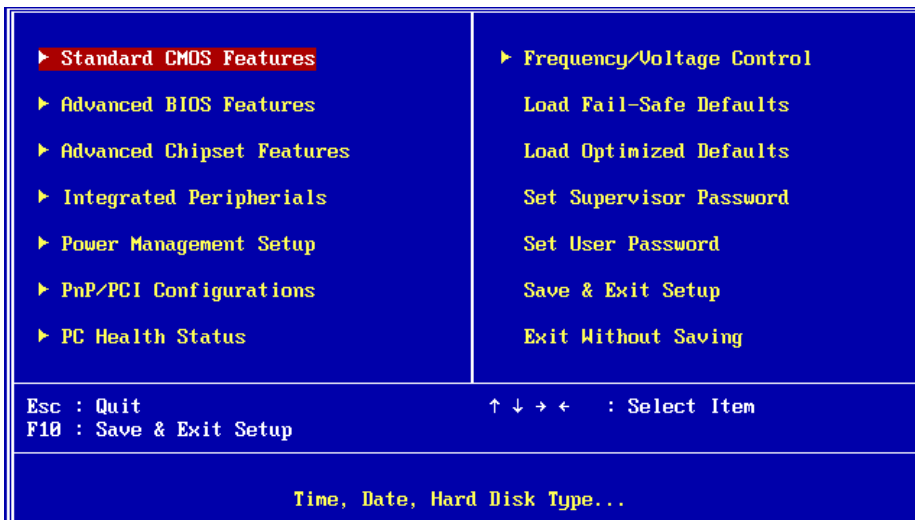 ► Standard CMOS Features
► Advanced BIOS Features
► Advanced Chipset Features
► Integrated Peripherials
► Power Management Setup
► PnP/PCI Configurations
► PC Health Status
► Frequency/Voltage Control
Load Fail-Safe Defaults
Load Optimized Defaults
Set Supervisor Password
Set User Password
Save & Exit Setup
Exit Without Saving
Esc : Quit
F10 : Save & Exit Setup
↑ ↓ → ← : Select Item
Time, Date, Hard Disk Type...